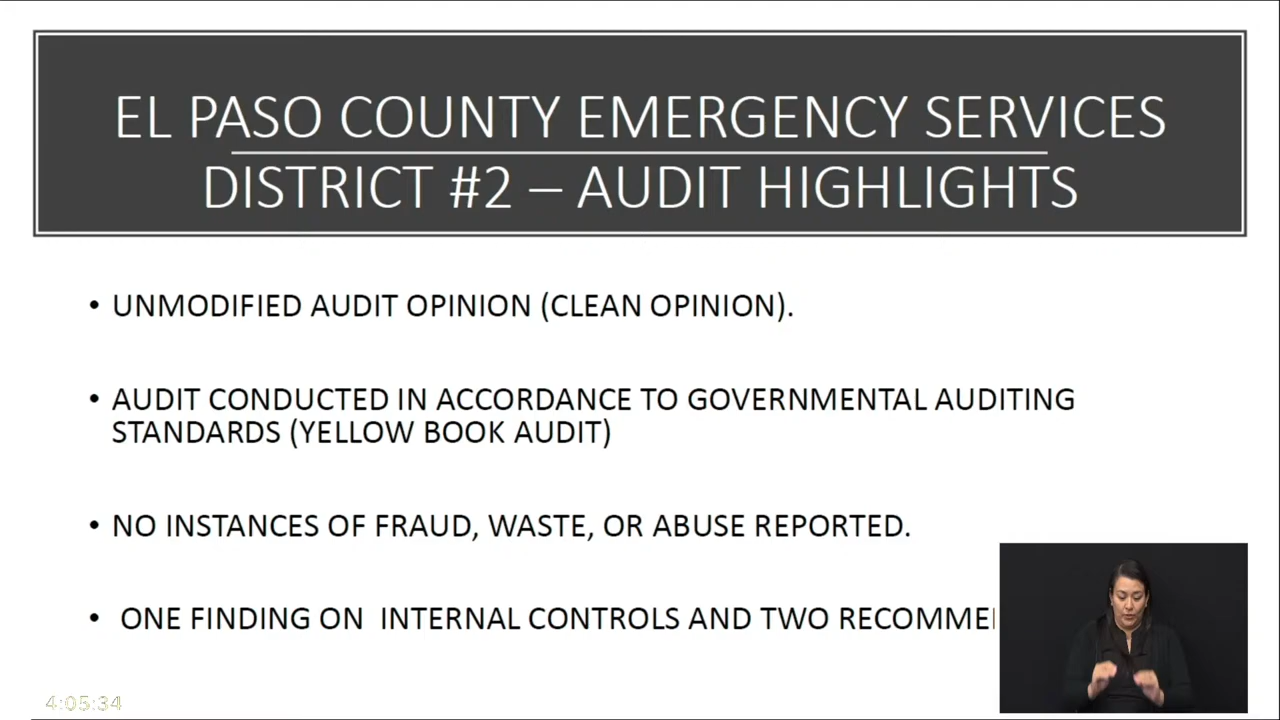 EL PASO COUNTY EMERGENCY SERVICES
DISTRICT #2 – AUDIT HIGHLIGHTS
• UNMODIFIED AUDIT OPINION (CLEAN OPINION).
• AUDIT CONDUCTED IN ACCORDANCE TO GOVERNMENTAL AUDITING
STANDARDS (YELLOW BOOK AUDIT)
• NO INSTANCES OF FRAUD, WASTE, OR ABUSE REPORTED.
• ONE FINDING ON INTERNAL CONTROLS AND TWO
4:05:34